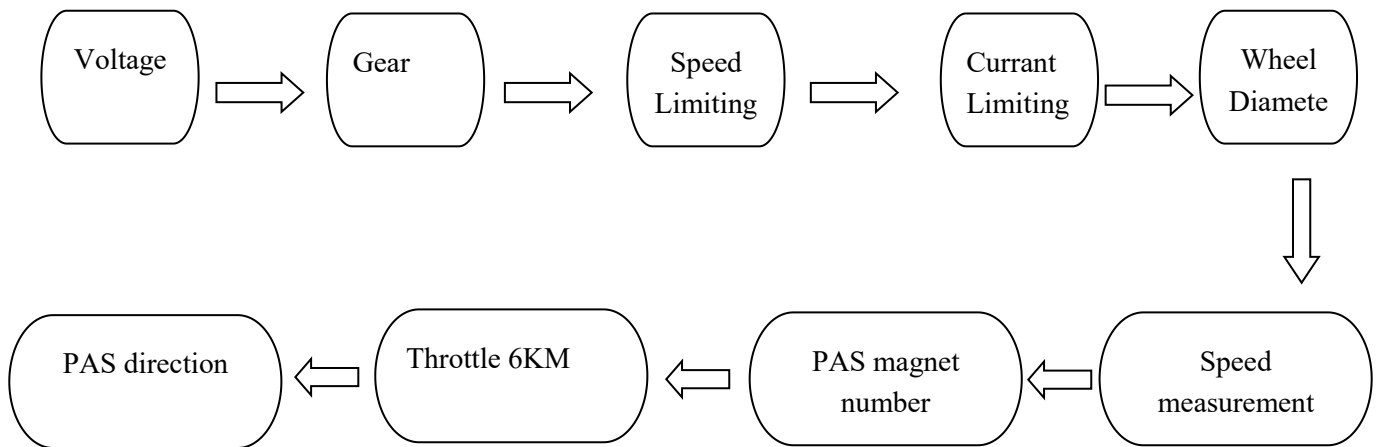 Voltage
Gear
Speed
Limiting
Currant
Limiting
Wheel
Diamete
Speed
measurement
PAS magnet
number
Throttle 6KM
PAS direction